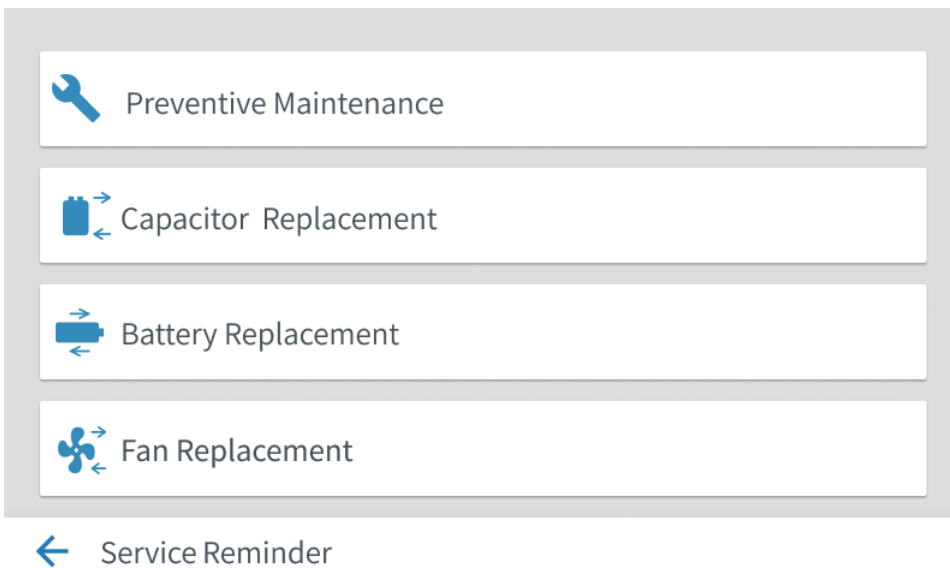 Preventive Maintenance
Capacitor  Replacement
Battery Replacement
Fan Replacement
Service Reminder